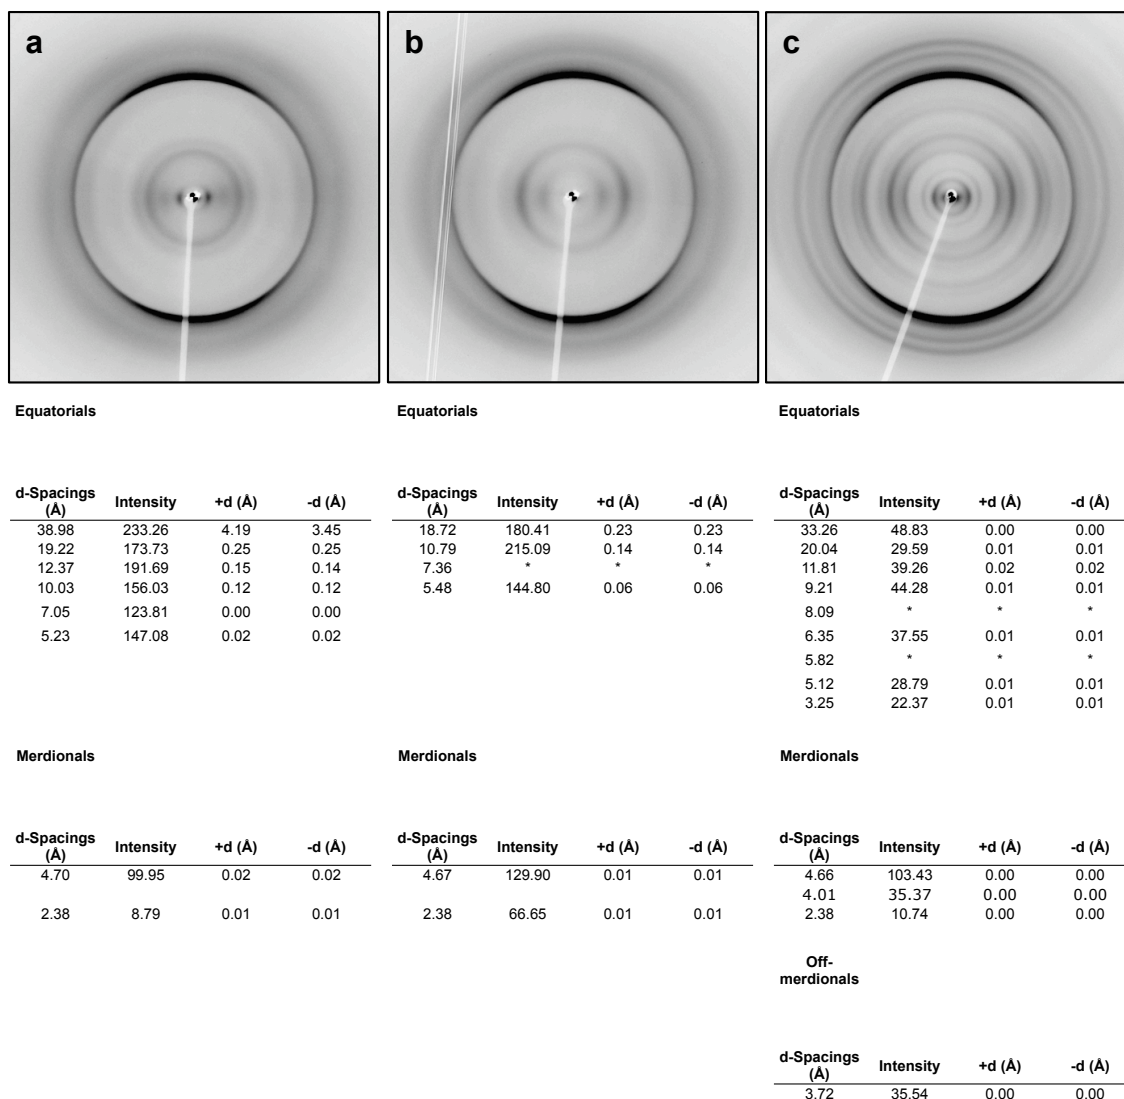 a
b
c
Equatorials
d-Spacings (Å) Intensity +d (Å) -d (Å)
38.98 233.26 4.19 3.45
19.22 173.73 0.25 0.25
12.37 191.69 0.15 0.14
10.03 156.03 0.12 0.12
7.05 123.81 0.00 0.00
5.23 147.08 0.02 0.02
Merdionals
d-Spacings (Å) Intensity +d (Å) -d (Å)
4.70 99.95 0.02 0.02
2.38 8.79 0.01 0.01
Equatorials
d-Spacings (Å) Intensity +d (Å) -d (Å)
18.72 180.41 0.23 0.23
10.79 215.09 0.14 0.14
7.36 * * *
5.48 144.80 0.06 0.06
Merdionals
d-Spacings (Å) Intensity +d (Å) -d (Å)
4.67 129.90 0.01 0.01
2.38 66.65 0.01 0.01
Equatorials
d-Spacings (Å) Intensity +d (Å) -d (Å)
33.26 48.83 0.00 0.00
20.04 29.59 0.01 0.01
11.81 39.26 0.02 0.02
9.21 44.28 0.01 0.01
8.09 * * *
6.35 37.55 0.01 0.01
5.82 * * *
5.12 28.79 0.01 0.01
3.25 22.37 0.01 0.01
Merdionals
d-Spacings (Å) Intensity +d (Å) -d (Å)
4.66 103.43 0.00 0.00
4.01 35.37 0.00 0.00
2.38 10.74 0.00 0.00
Off-
merdionals
d-Spacings (Å) Intensity +d (Å) -d (Å)
3.72 35.54 0.00 0.00